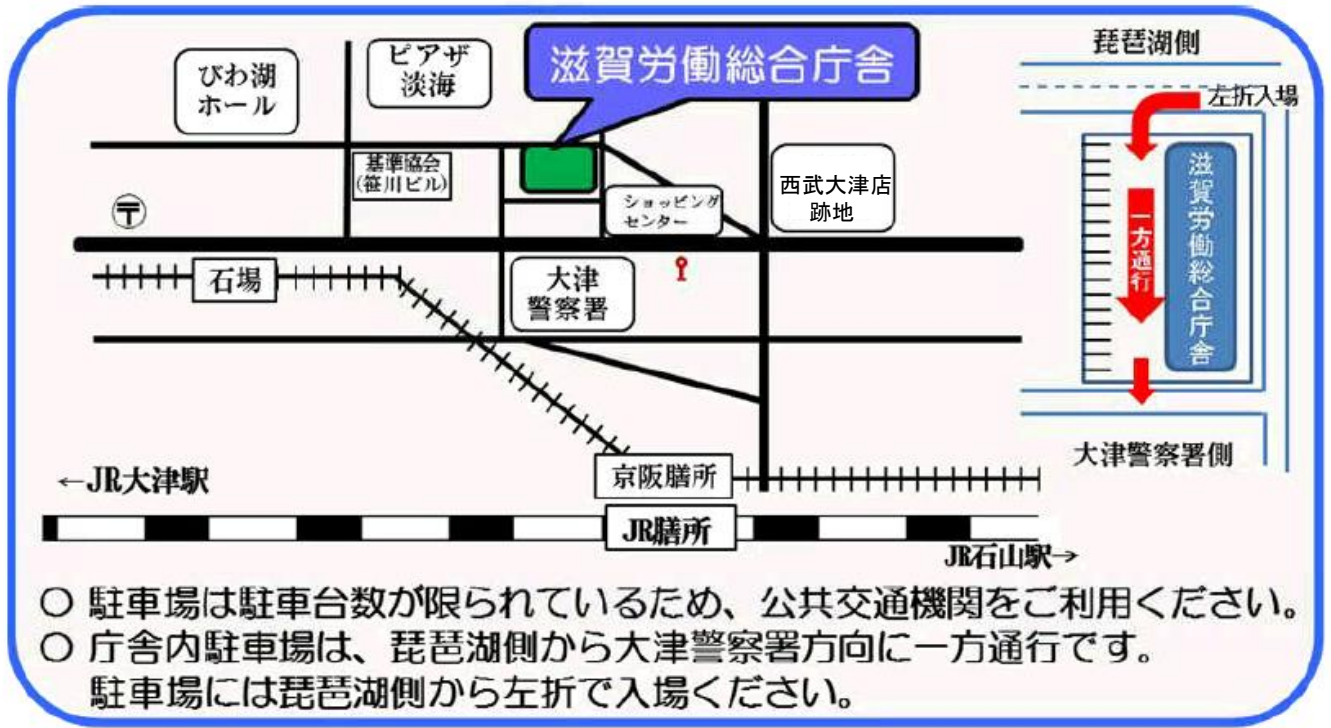 びわ湖
ホール
ピアザ
淡海
滋賀労働総合庁舎
琵琶湖側
左折入場
基準協会
(笹川ビル)
ショッピング
センター
西武大津店
跡地
滋賀労働総合庁舎
一方通行
〒
石場
大津
警察署
大津警察署側
←JR大津駅
京阪膳所
JR膳所
JR石山駅→
○ 駐車場は駐車台数が限られているため、公共交通機関をご利用ください。
○ 庁舎内駐車場は、琵琶湖側から大津警察署方向に一方通行です。
駐車場には琵琶湖側から左折で入場ください。